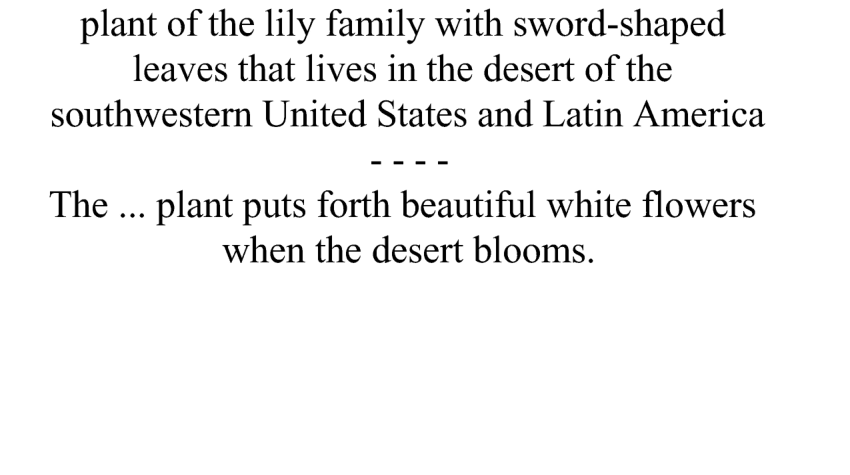 plant of the lily family with sword-shaped
leaves that lives in the desert of the
southwestern United States and Latin America
- - - -
The ... plant puts forth beautiful white flowers
when the desert blooms.